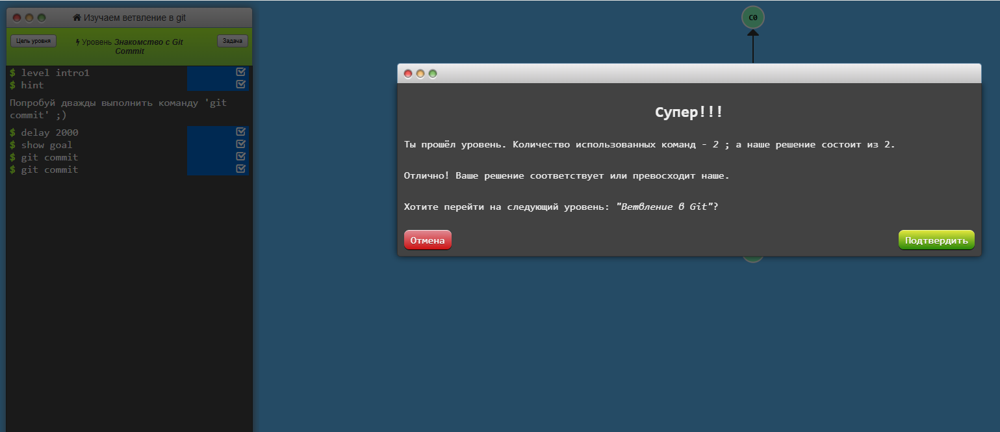 Изучаем ветвление в git
Цель уровня
Уровень Знакомство с Git
Commit
Задача
$ level intro1
$ hint
Попробуй дважды выполнить команду 'git
commit' ;)
$ delay 2000
$ show goal
$ git commit
$ git commit
C0
Супер!!!
Ты прошёл уровень. Количество использованных команд - 2 ; а наше решение состоит из 2.
Отлично! Ваше решение соответствует или превосходит наше.
Хотите перейти на следующий уровень: "Ветвление в Git"?
Отмена
Подтвердить